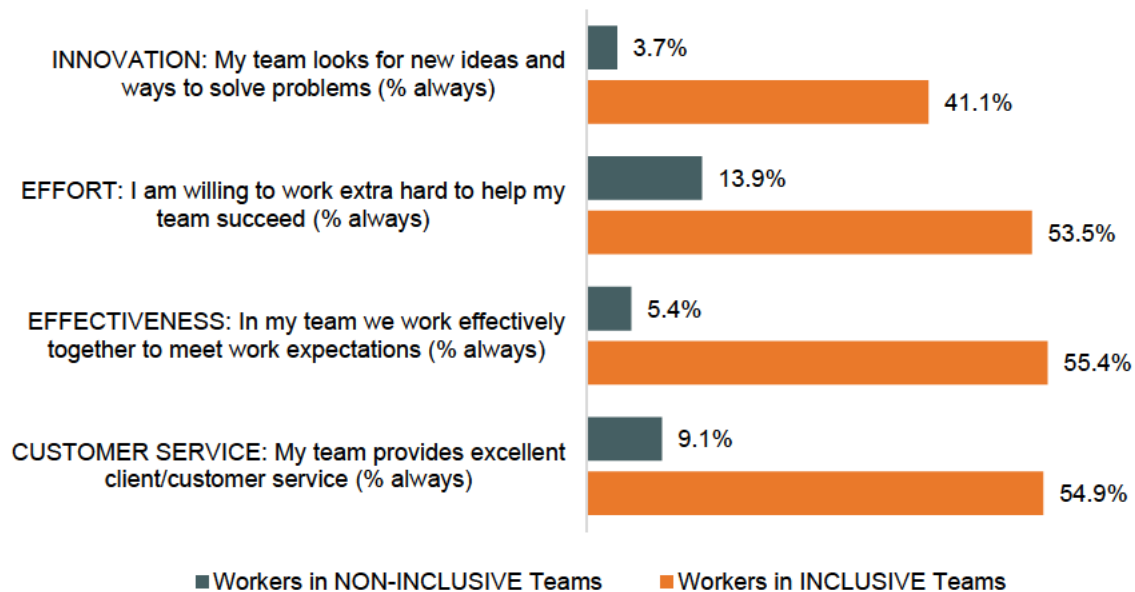 INNOVATION: My team looks for new ideas and
ways to solve problems (% always)
3.7%
41.1%
EFFORT: I am willing to work extra hard to help my
team succeed (% always)
13.9%
53.5%
EFFECTIVENESS: In my team we work effectively
together to meet work expectations (% always)
5.4%
55.4%
CUSTOMER SERVICE: My team provides excellent
client/customer service (% always)
9.1%
54.9%
Workers in NON-INCLUSIVE Teams
Workers in INCLUSIVE Teams